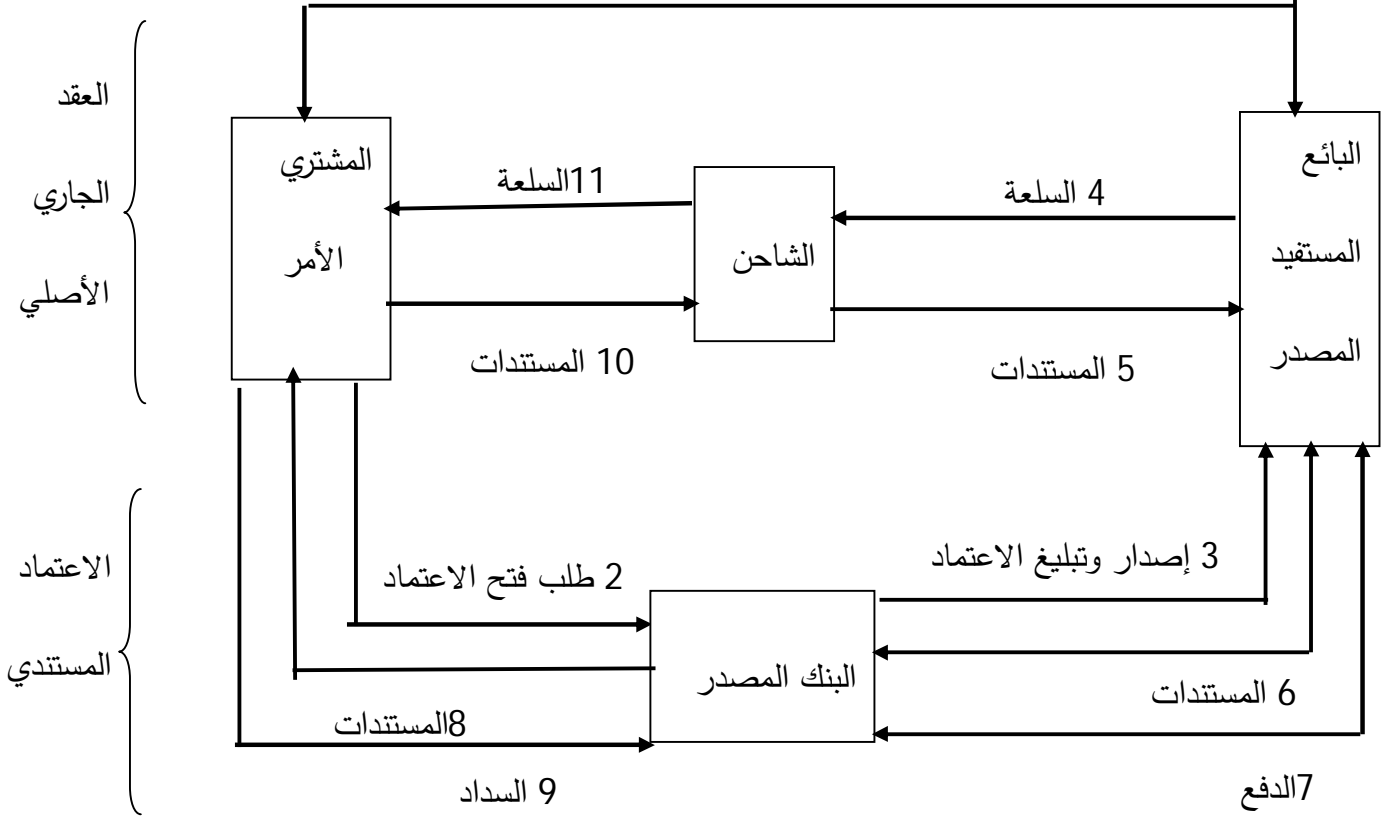 العقد
الجاري
الأصلي
المشتري
الأمر
11السلعة
10 المستندات
الشاحن
4 السلعة
5 المستندات
البائع
المستفيد
المصدر
الاعتماد
المستندي
2 طلب فتح الاعتماد
3 إصدار وتبليغ الاعتماد
البنك المصدر
8المستندات
9 السداد
6 المستندات
7الدفع